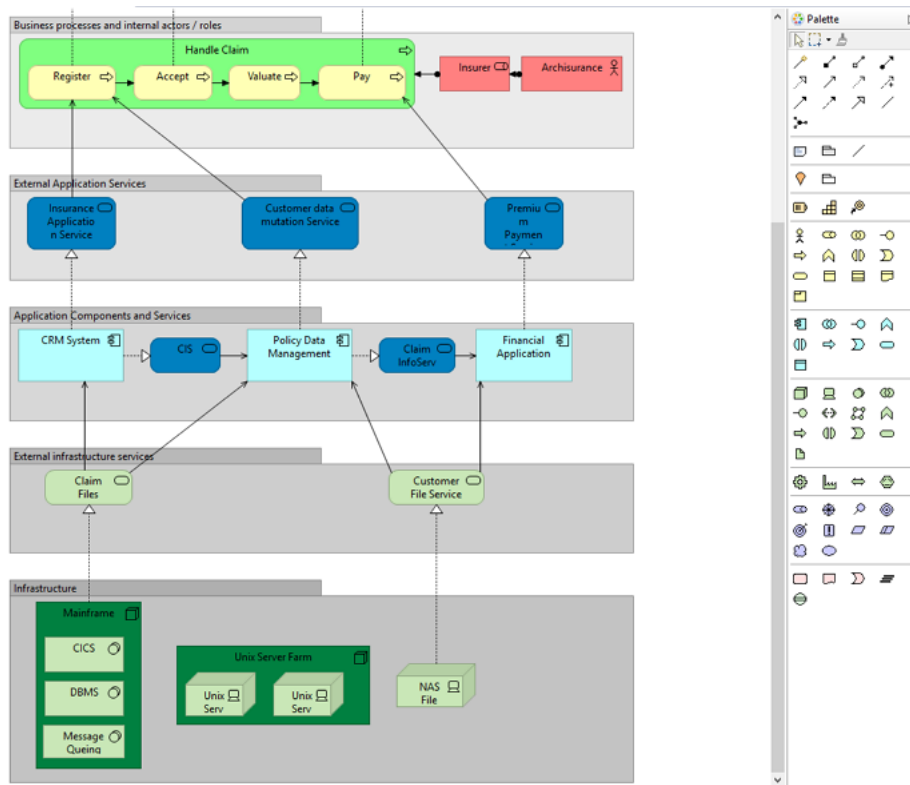 Business processes and internal actors / roles
Palette
Handle Claim
Register
Accept
Valuate
Pay
Insurer
Archisurance
External Application Services
Insurance
Applicatio
n Service
Customer data
mutation Service
Premiu
m
Paymen
Application Components and Services
CRM System
CIS
Policy Data
Management
Claim
InfoServ
Financial
Application
External infrastructure services
Claim
Files
Customer
File Service
Infrastructure
Mainframe
CICS
DBMS
Message
Queing
Unix Server Farm
Unix
Serv
Unix
Serv
NAS
File